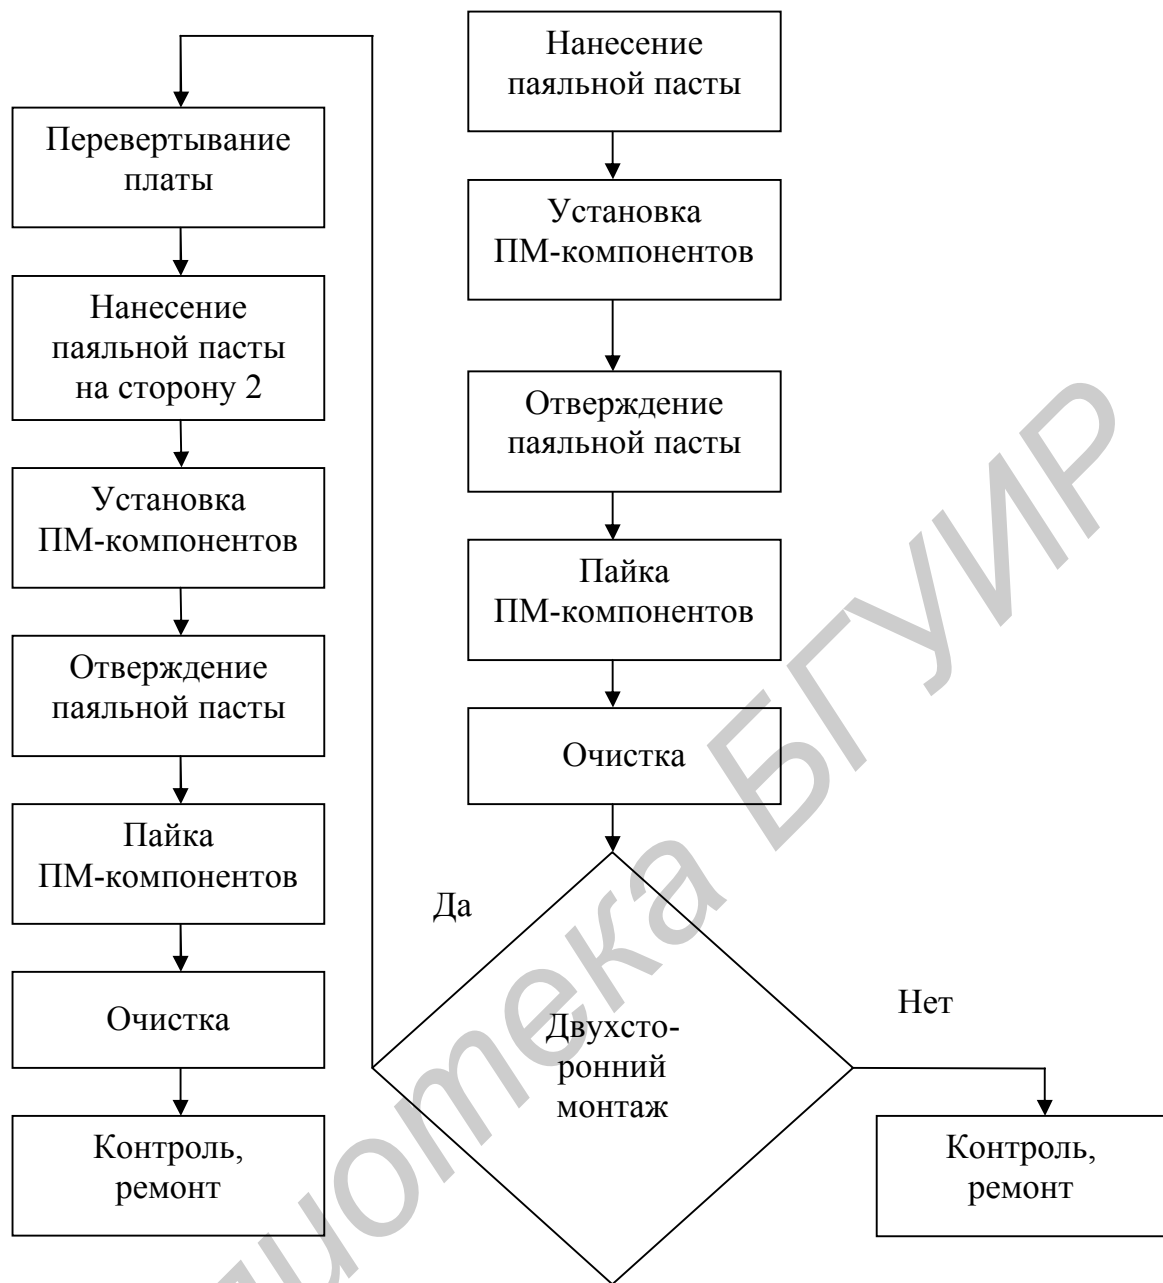 Нанесение
паяльной пасты
Установка
ПМ-компонентов
Отверждение
паяльной пасты
Пайка
ПМ-компонентов
Очистка
Двухсто-
ронний
монтаж
Да
Нет
Перевертывание
платы
Нанесение
паяльной пасты
на сторону 2
Установка
ПМ-компонентов
Отверждение
паяльной пасты
Пайка
ПМ-компонентов
Очистка
Контроль,
ремонт
Контроль,
ремонт
БГУИР